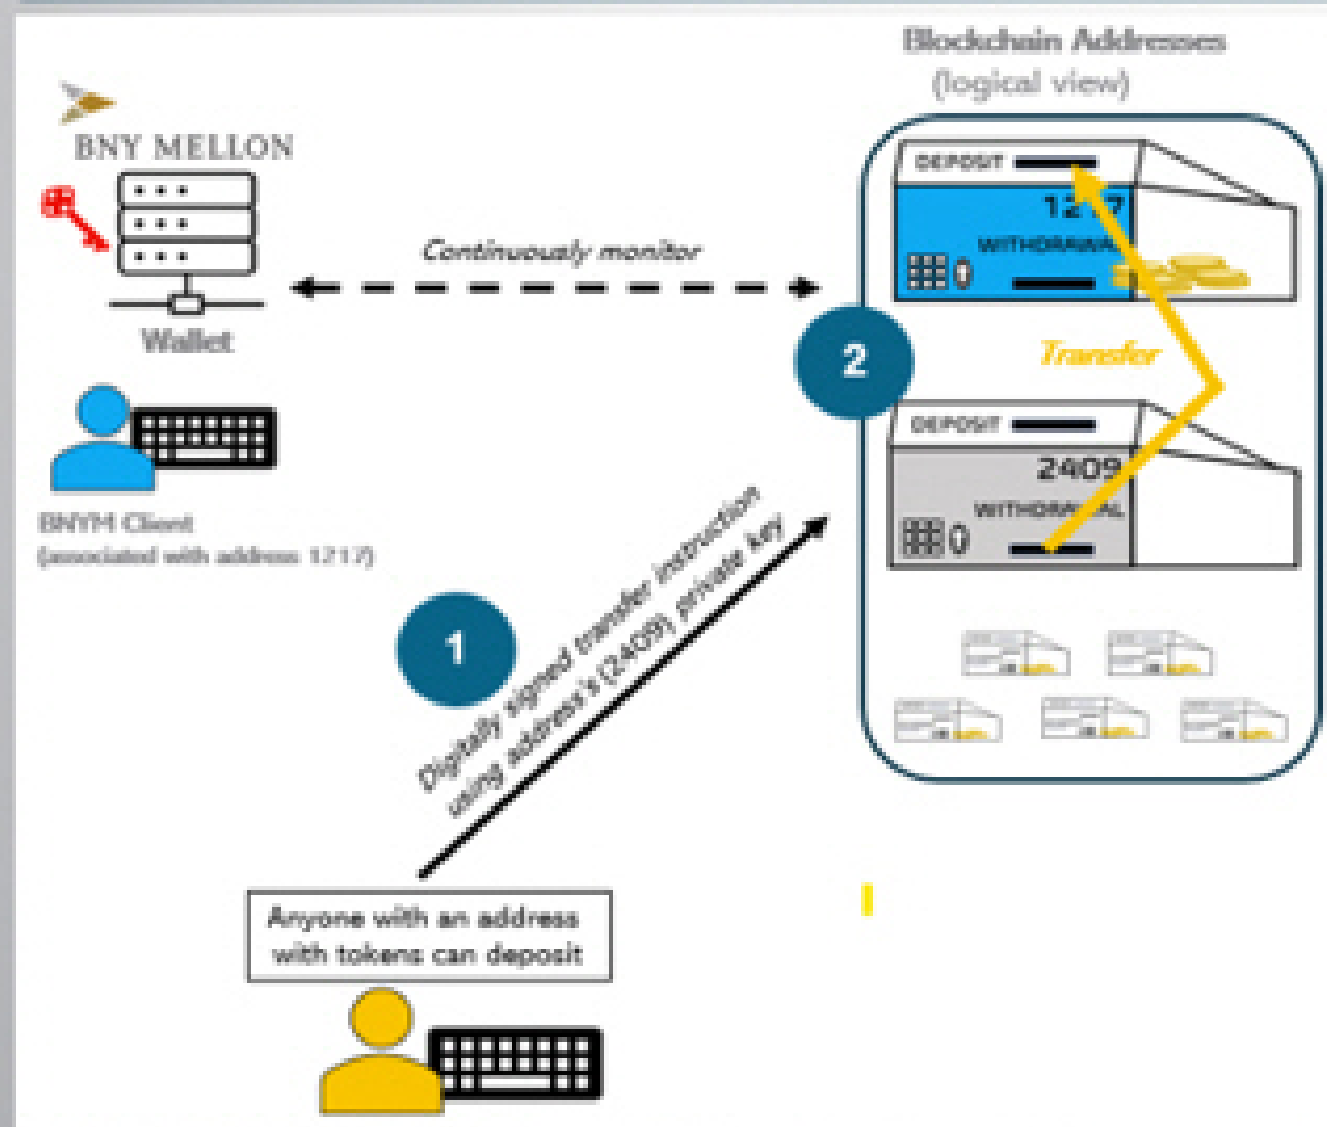 Blockchain Addresses
(logical view)
BNY MELLON
DEPOSIT
1217
WITHDRAWAL
0
Continuously monitor
Wallet
2
Transfer
DEPOSIT
2409
WITHDRAWAL
0
BNYM Client
(associated with address 1217)
1
Digitally signed transfer instruction
using address's (2409) private key
Anyone with an address
with tokens can deposit